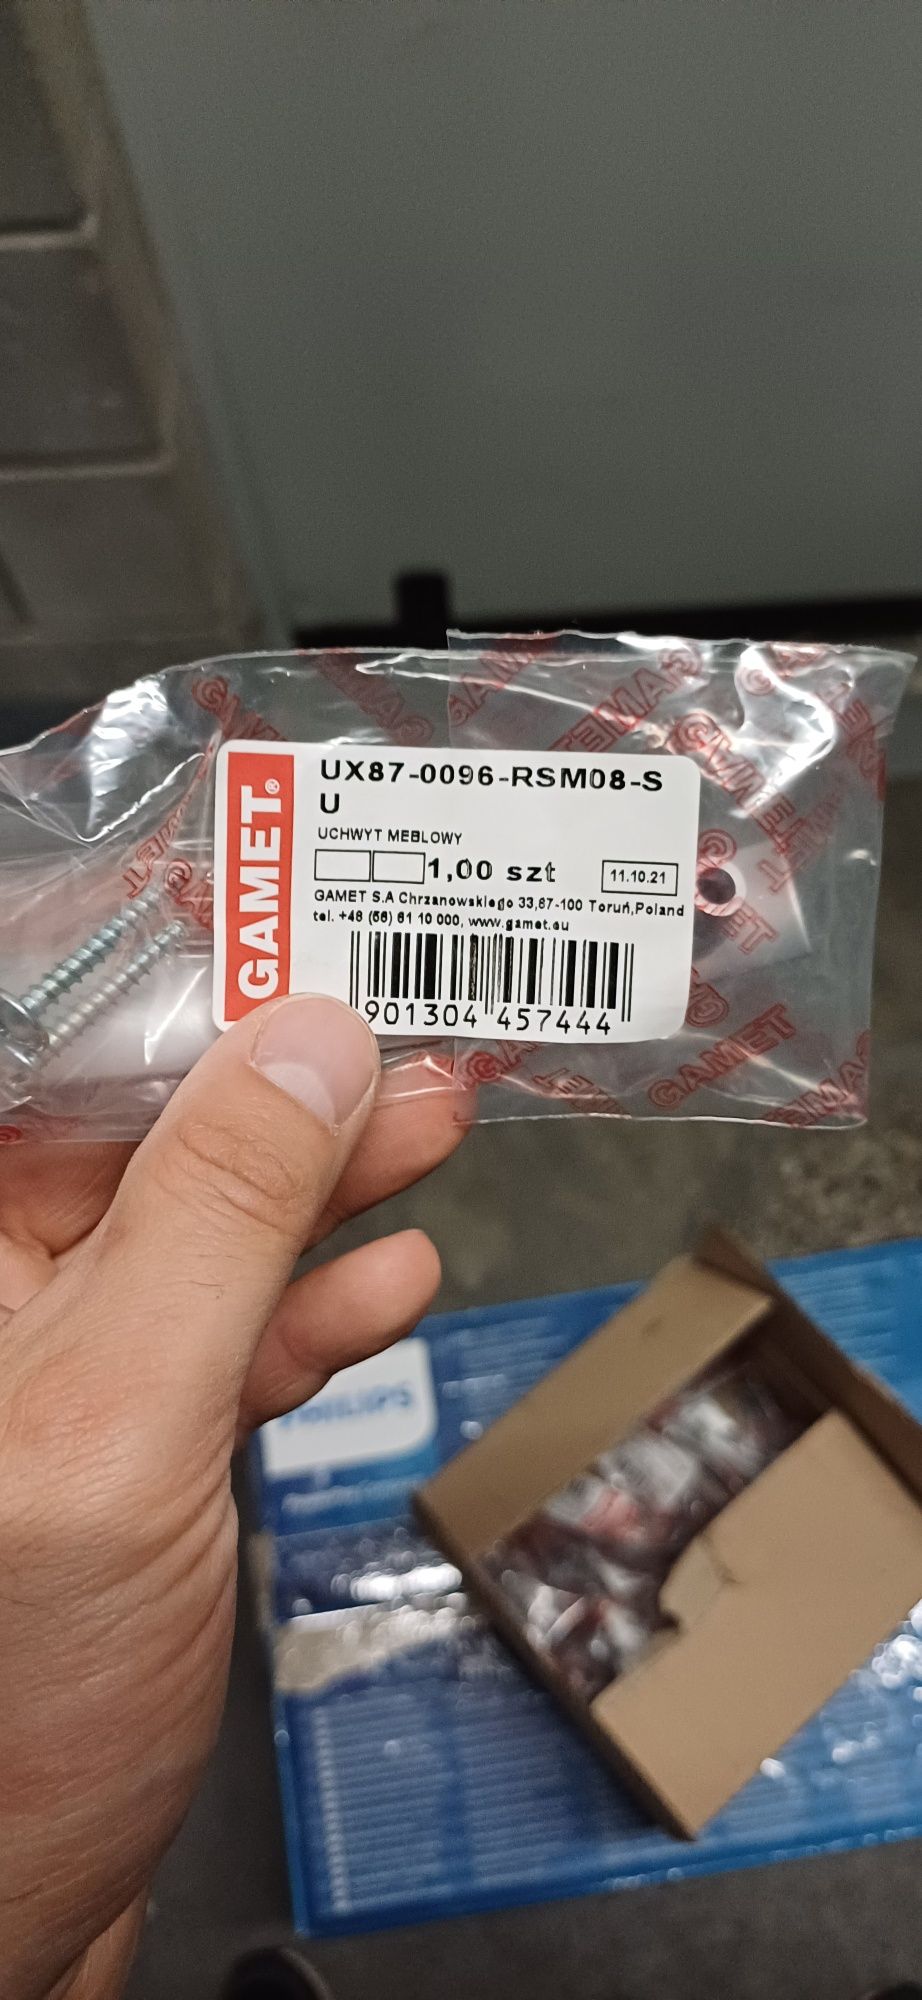 GAMET®
UX87-0096-RSM08-S
U
UCHWYT MEBLOWY
1,00 szt
11.10.21
GAMET S.A Chrzanowskiego 33,87-100 Toruń,Poland
tel. +48 (56) 61 10 000, www.gamet.eu
901304 457444
GAMET
GAMET
PHILIPS